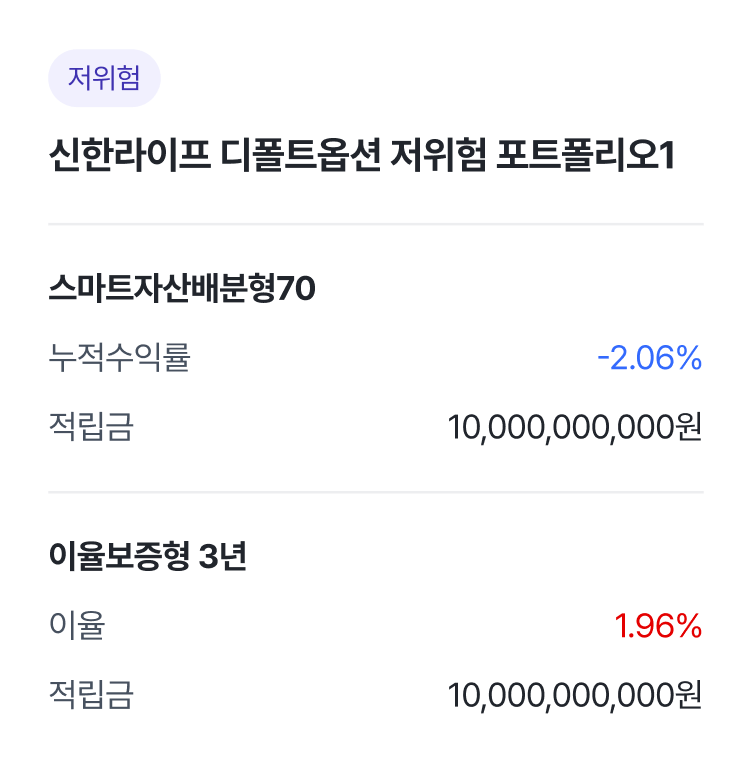 저위험
신한라이프 디폴트옵션 저위험 포트폴리오1
스마트자산배분형70
누적수익률 -2.06%
적립금 10,000,000,000원
이율보증형 3년
이율 1.96%
적립금 10,000,000,000원